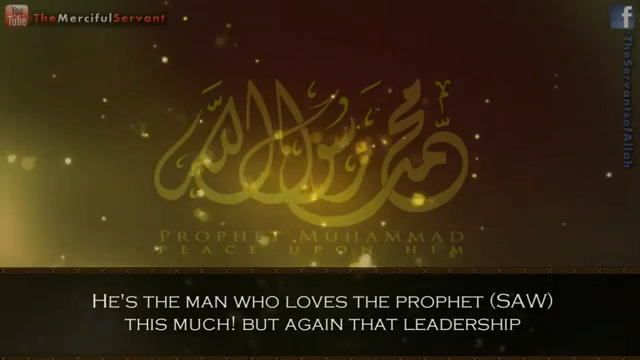 You Tube
TheMercifulServant
f
TheServantsofAllah
محمد رسول الله
PROPHET MUHAMMAD
PEACE UPON HIM
HE'S THE MAN WHO LOVES THE PROPHET (SAW)
THIS MUCH! BUT AGAIN THAT LEADERSHIP